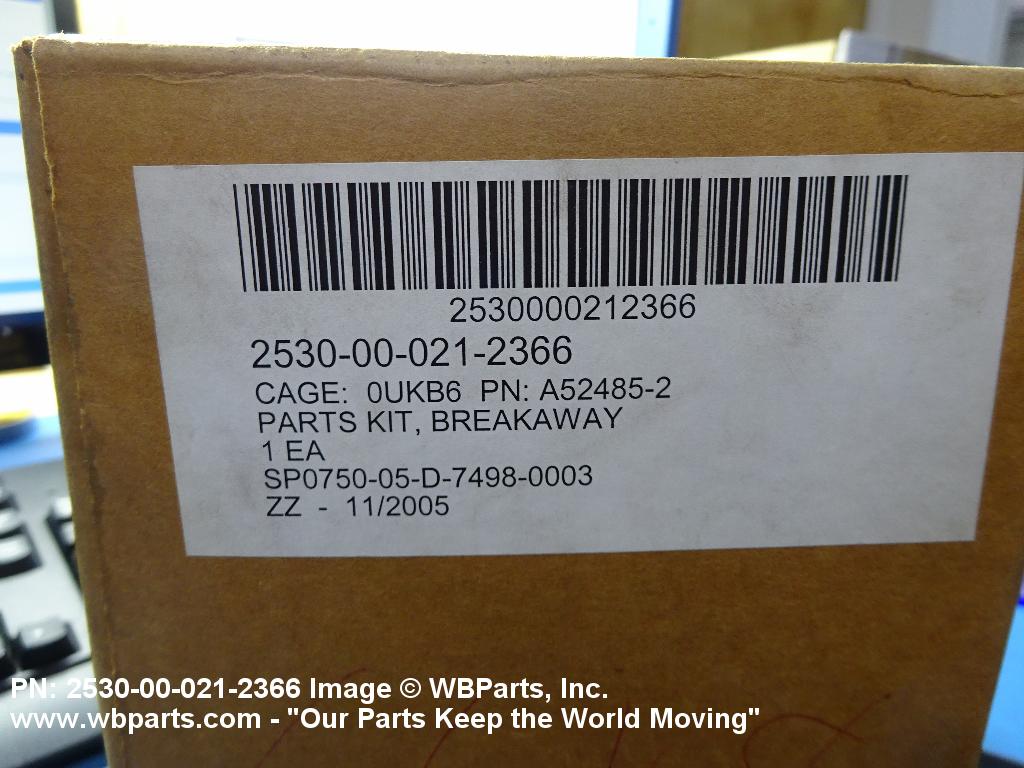 2530000212366
2530-00-021-2366
CAGE: 0UKB6 PN: A52485-2
PARTS KIT, BREAKAWAY
1 EA
SP0750-05-D-7498-0003
ZZ - 11/2005
PN: 2530-00-021-2366 Image © WBParts, Inc.
www.wbparts.com - "Our Parts Keep the World Moving"